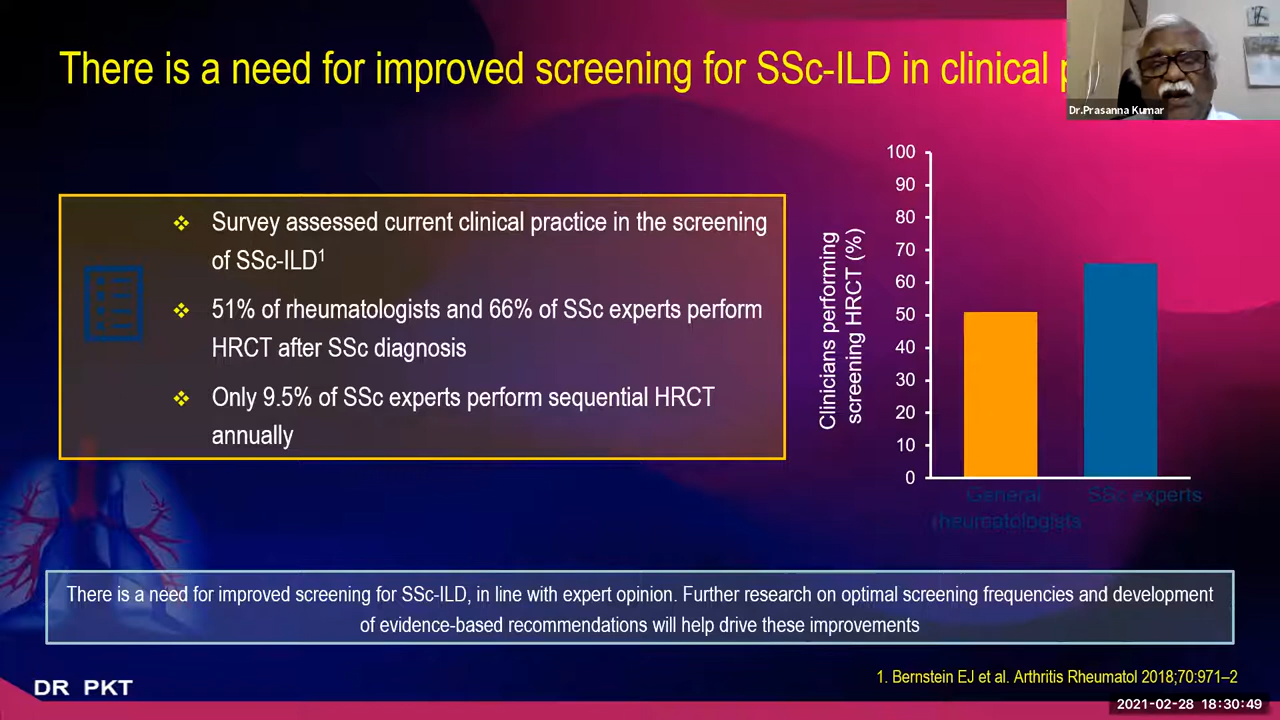 There is a need for improved screening for SSc-ILD in clinical
Dr.Prasanna Kumar
❖ Survey assessed current clinical practice in the screening
of SSc-ILD1
❖ 51% of rheumatologists and 66% of SSc experts perform
HRCT after SSc diagnosis
❖ Only 9.5% of SSc experts perform sequential HRCT
annually
Clinicians performing
screening HRCT (%)
100
90
80
70
60
50
40
30
20
10
0
General
rheumatologists
SSc experts
There is a need for improved screening for SSc-ILD, in line with expert opinion. Further research on optimal screening frequencies and development
of evidence-based recommendations will help drive these improvements
1. Bernstein EJ et al. Arthritis Rheumatol 2018;70:971–2
DR PKT
2021-02-28 18:30:49